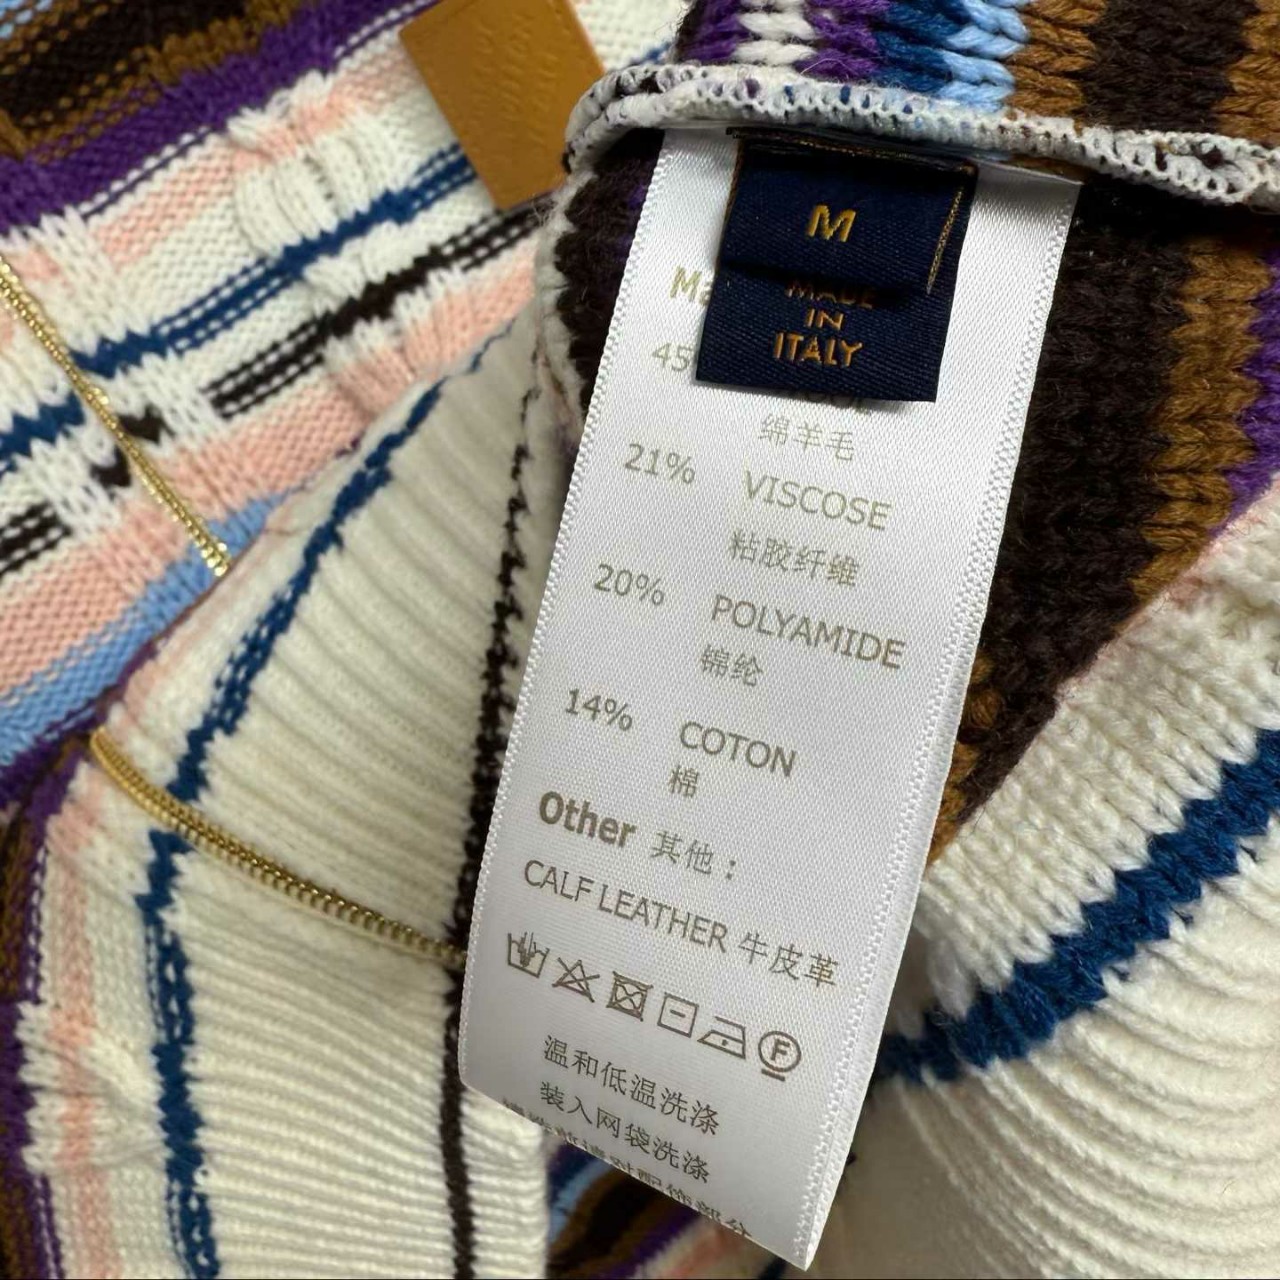 M
MADE
IN
ITALY
45
绵羊毛
21% VISCOSE
粘胶纤维
20% POLYAMIDE
锦纶
14% COTON
棉
Other 其他：
CALF LEATHER 牛皮革
F
温和低温洗涤
装入网袋洗涤